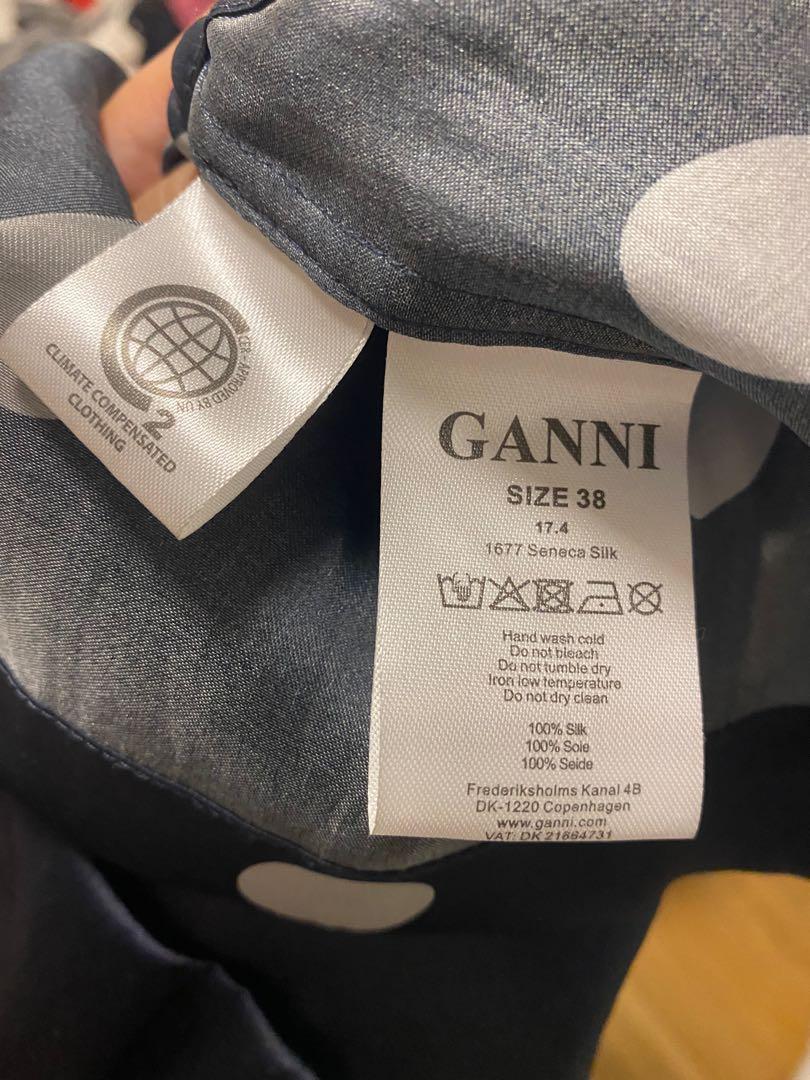 CER - APPROVED BY U.N.
2
CLIMATE COMPENSATED
CLOTHING
GANNI
SIZE 38
17.4
1677 Seneca Silk
Hand wash cold
Do not bleach
Do not tumble dry
Iron low temperature
Do not dry clean
100% Silk
100% Soie
100% Seide
Frederiksholms Kanal 4B
DK-1220 Copenhagen
www.ganni.com
VAT: DK 21664731